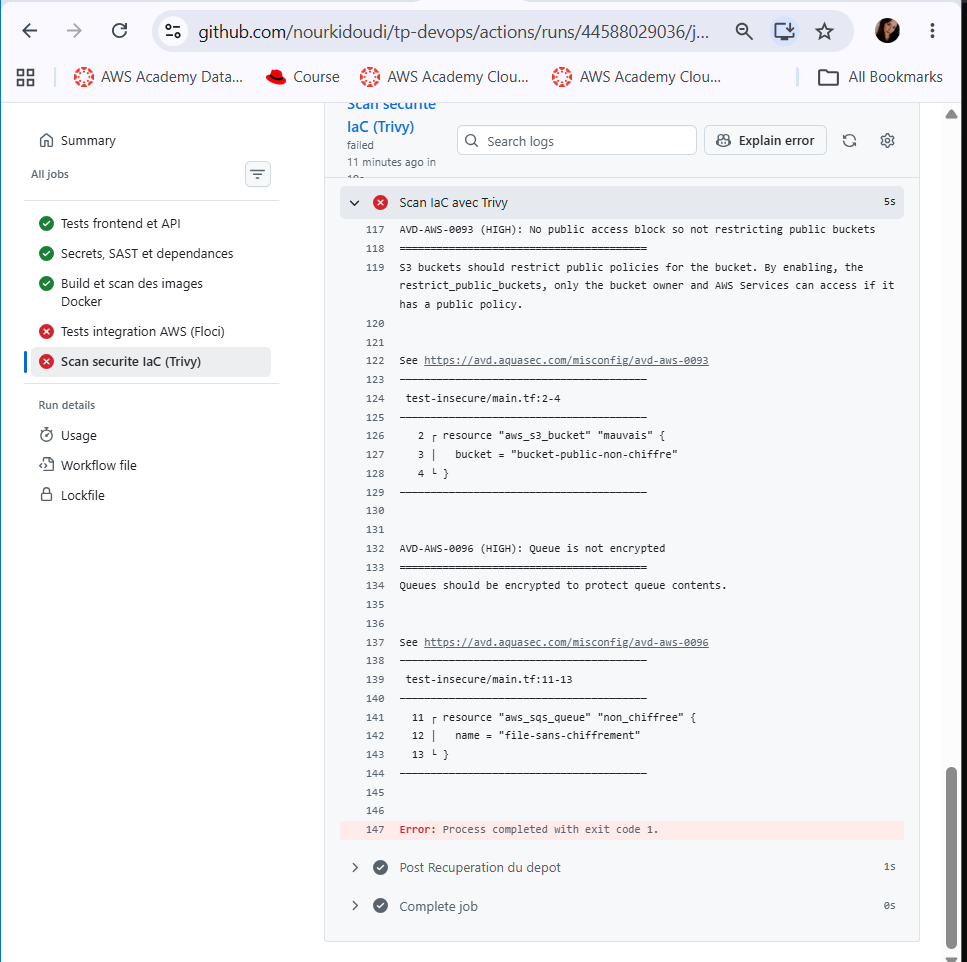 github.com/nourkidoudi/tp-devops/actions/runs/44588029036/j...
AWS Academy Data...
Course
AWS Academy Clou...
AWS Academy Clou...
All Bookmarks
Summary
All jobs
Tests frontend et API
Secrets, SAST et dependances
Build et scan des images
Docker
Tests integration AWS (Floci)
Scan securite IaC (Trivy)
Run details
Usage
Workflow file
Lockfile
Scan securite
IaC (Trivy)
failed
11 minutes ago in
Search logs
Explain error
Scan IaC avec Trivy 5s
117 AVD-AWS-0093 (HIGH): No public access block so not restricting public buckets
118 ════════════════════════════════════════
119 S3 buckets should restrict public policies for the bucket. By enabling, the
restrict_public_buckets, only the bucket owner and AWS Services can access if it
has a public policy.
120
121
122 See https://avd.aquasec.com/misconfig/avd-aws-0093
123 ────────────────────────────────────────
124 test-insecure/main.tf:2-4
125 ────────────────────────────────────────
126 2 ┌ resource "aws_s3_bucket" "mauvais" {
127 3 │ bucket = "bucket-public-non-chiffre"
128 4 └ }
129 ────────────────────────────────────────
130
131
132 AVD-AWS-0096 (HIGH): Queue is not encrypted
133 ════════════════════════════════════════
134 Queues should be encrypted to protect queue contents.
135
136
137 See https://avd.aquasec.com/misconfig/avd-aws-0096
138 ────────────────────────────────────────
139 test-insecure/main.tf:11-13
140 ────────────────────────────────────────
141 11 ┌ resource "aws_sqs_queue" "non_chiffree" {
142 12 │ name = "file-sans-chiffrement"
143 13 └ }
144 ────────────────────────────────────────
145
146
147 Error: Process completed with exit code 1.
Post Recuperation du depot 1s
Complete job 0s